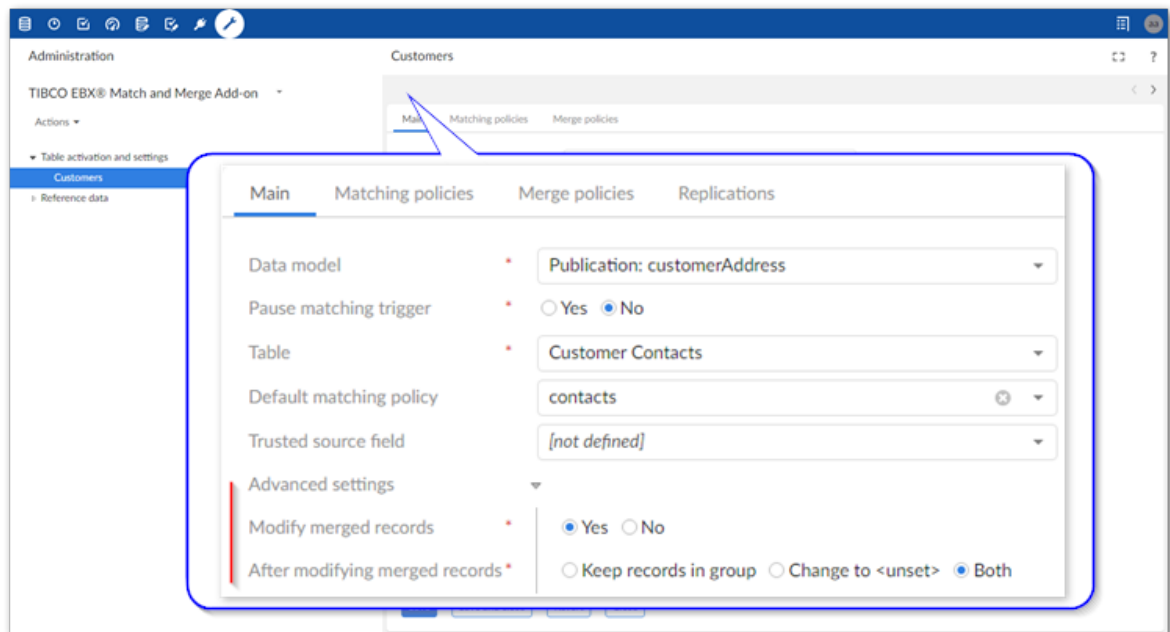 Administration
Customers
?
TIBCO EBX® Match and Merge Add-on
Actions
Main Matching policies Merge policies
Table activation and settings
Customers
Reference data
Main Matching policies Merge policies Replications
Data model * Publication: customerAddress
Pause matching trigger * Yes No
Table * Customer Contacts
Default matching policy contacts
Trusted source field [not defined]
Advanced settings
Modify merged records * Yes No
After modifying merged records * Keep records in group Change to <unset> Both